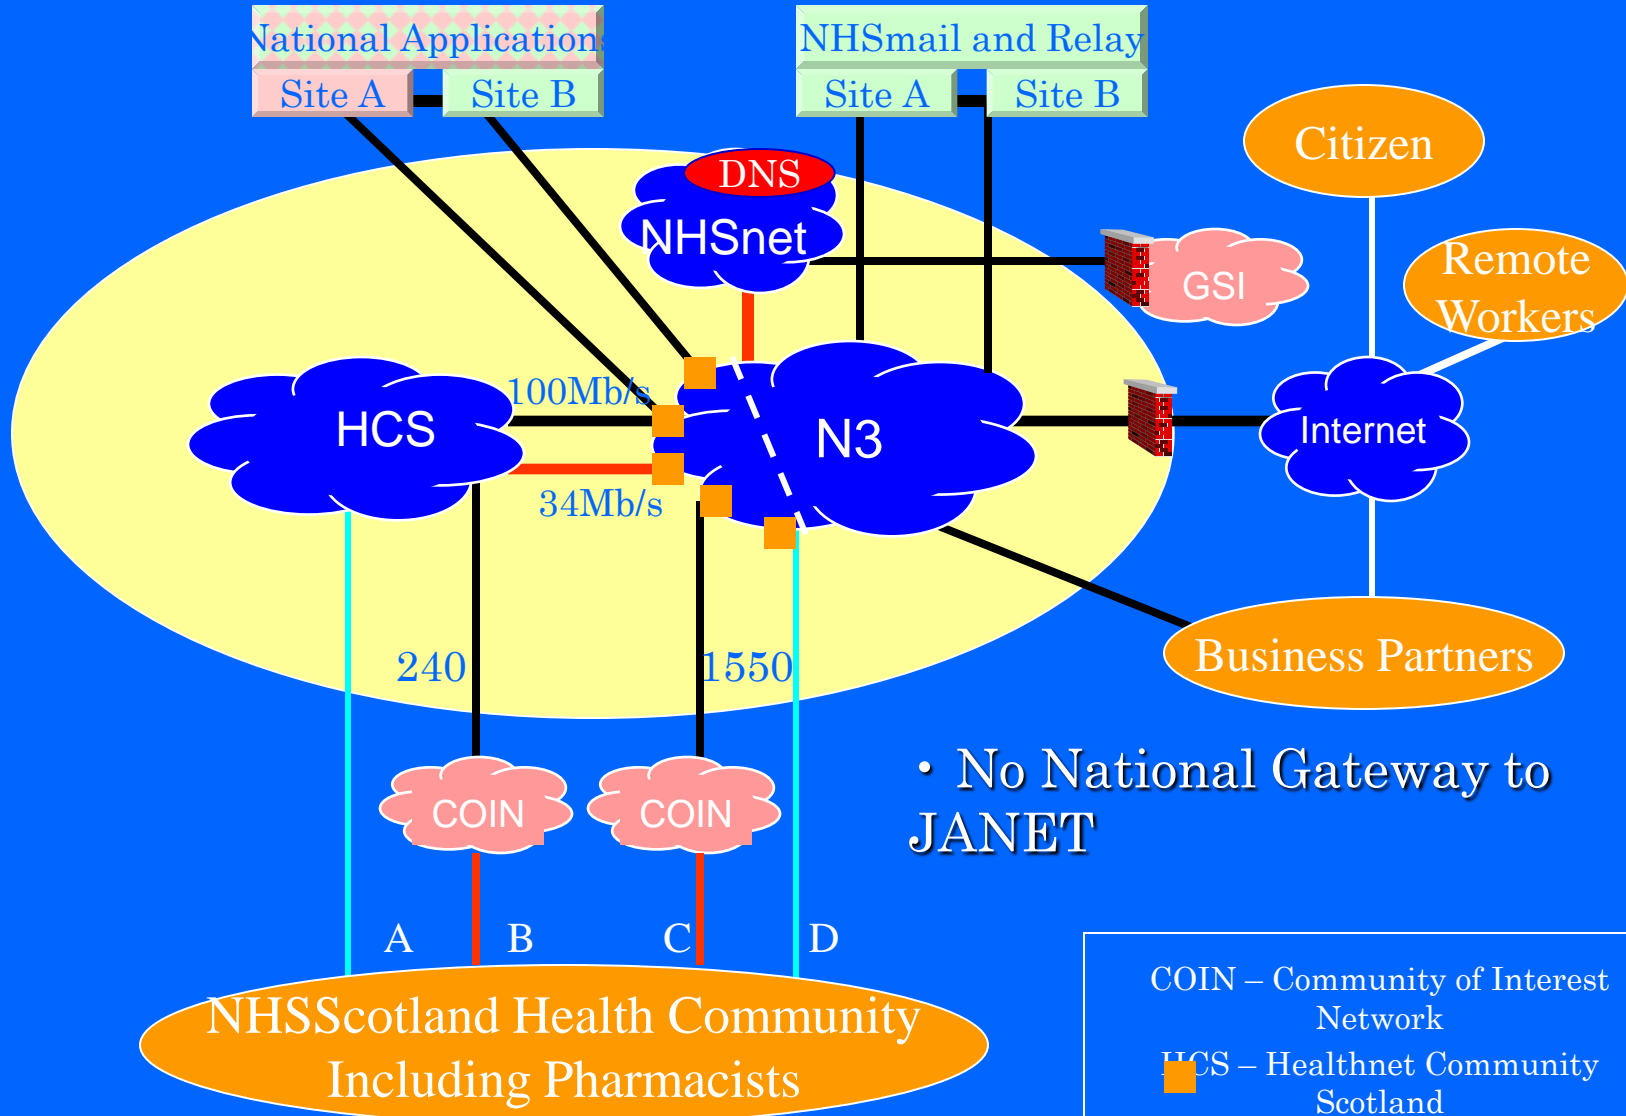 National Applications
Site A
Site B
NHSmail and Relay
Site A
Site B
Citizen
DNS
NHSnet
GSI
Remote
Workers
100Mb/s
HCS
N3
Internet
34Mb/s
240
1550
Business Partners
• No National Gateway to
JANET
COIN
COIN
A
B
C
D
NHSScotland Health Community
Including Pharmacists
COIN – Community of Interest
Network
HCS – Healthnet Community
Scotland